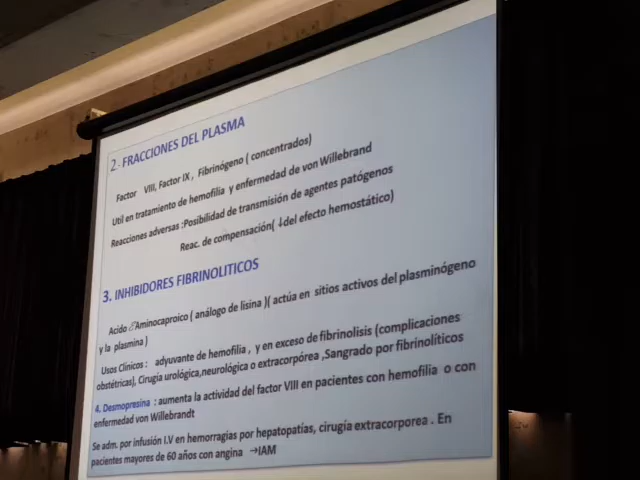 2.- FRACCIONES DEL PLASMA
Factor VIII, Factor IX , Fibrinógeno ( concentrados)
Util en tratamiento de hemofilia y enfermedad de von Willebrand
Reacciones adversas :Posibilidad de transmisión de agentes patógenos
Reac. de compensación( ↓del efecto hemostático)
3. INHIBIDORES FIBRINOLITICOS
Acido Aminocaproico ( análogo de lisina )( actúa en sitios activos del plasminógeno
y la plasmina )
Usos Clínicos : adyuvante de hemofilia , y en exceso de fibrinolisis (complicaciones
obstétricas), Cirugía urológica,neurológica o extracorpórea ,Sangrado por fibrinolíticos
4. Desmopresina : aumenta la actividad del factor VIII en pacientes con hemofilia o con
enfermedad von Willebrandt
Se adm. por infusión I.V en hemorragias por hepatopatías, cirugía extracorporea . En
pacientes mayores de 60 años con angina →IAM